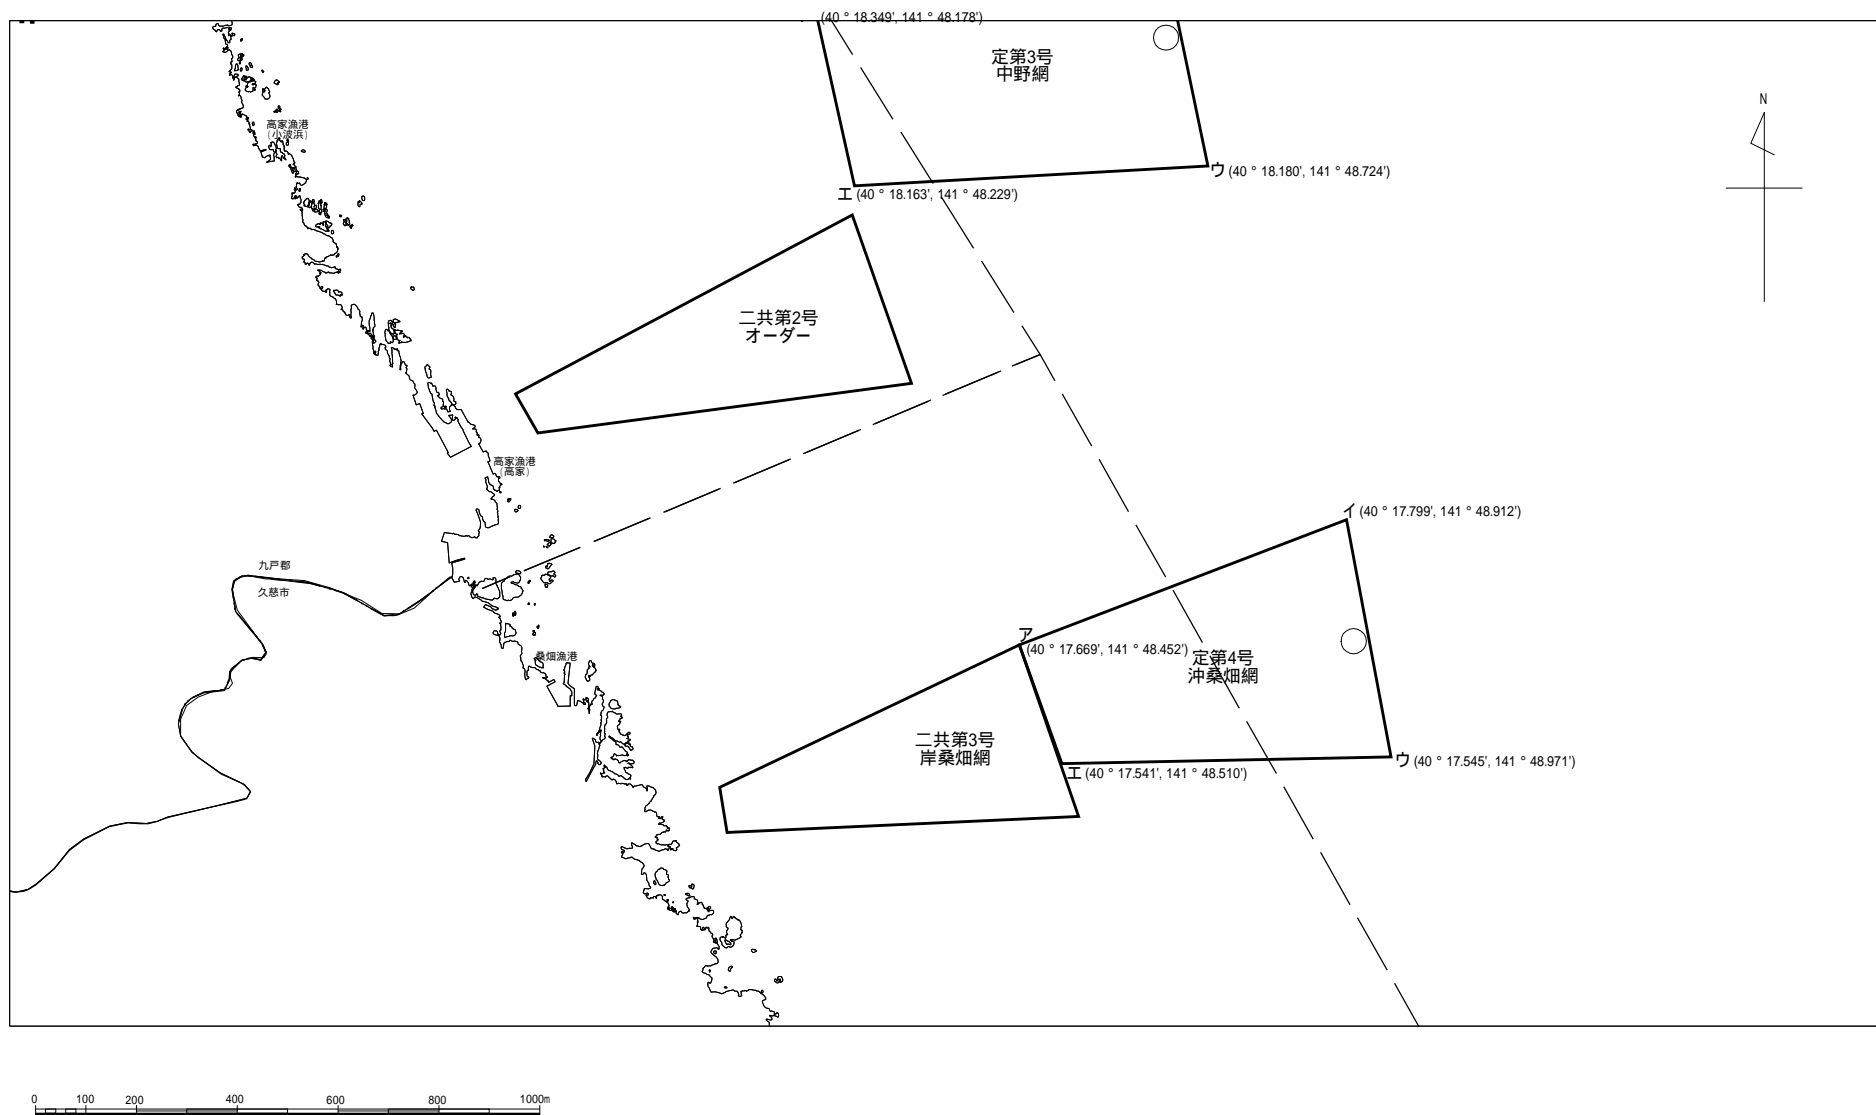 (40 ° 18.349', 141 ° 48.178')
定第3号
中野網
N
高家漁港
(小波浜)
ウ (40 ° 18.180', 141 ° 48.724')
エ (40 ° 18.163', 141 ° 48.229')
二共第2号
オーダー
高家漁港
(高家)
イ (40 ° 17.799', 141 ° 48.912')
九戸郡
久慈市
ア
(40 ° 17.669', 141 ° 48.452')
桑畑漁港
定第4号
沖桑畑網
二共第3号
岸桑畑網
ウ (40 ° 17.545', 141 ° 48.971')
エ (40 ° 17.541', 141 ° 48.510')
0 100 200 400 600 800 1000m